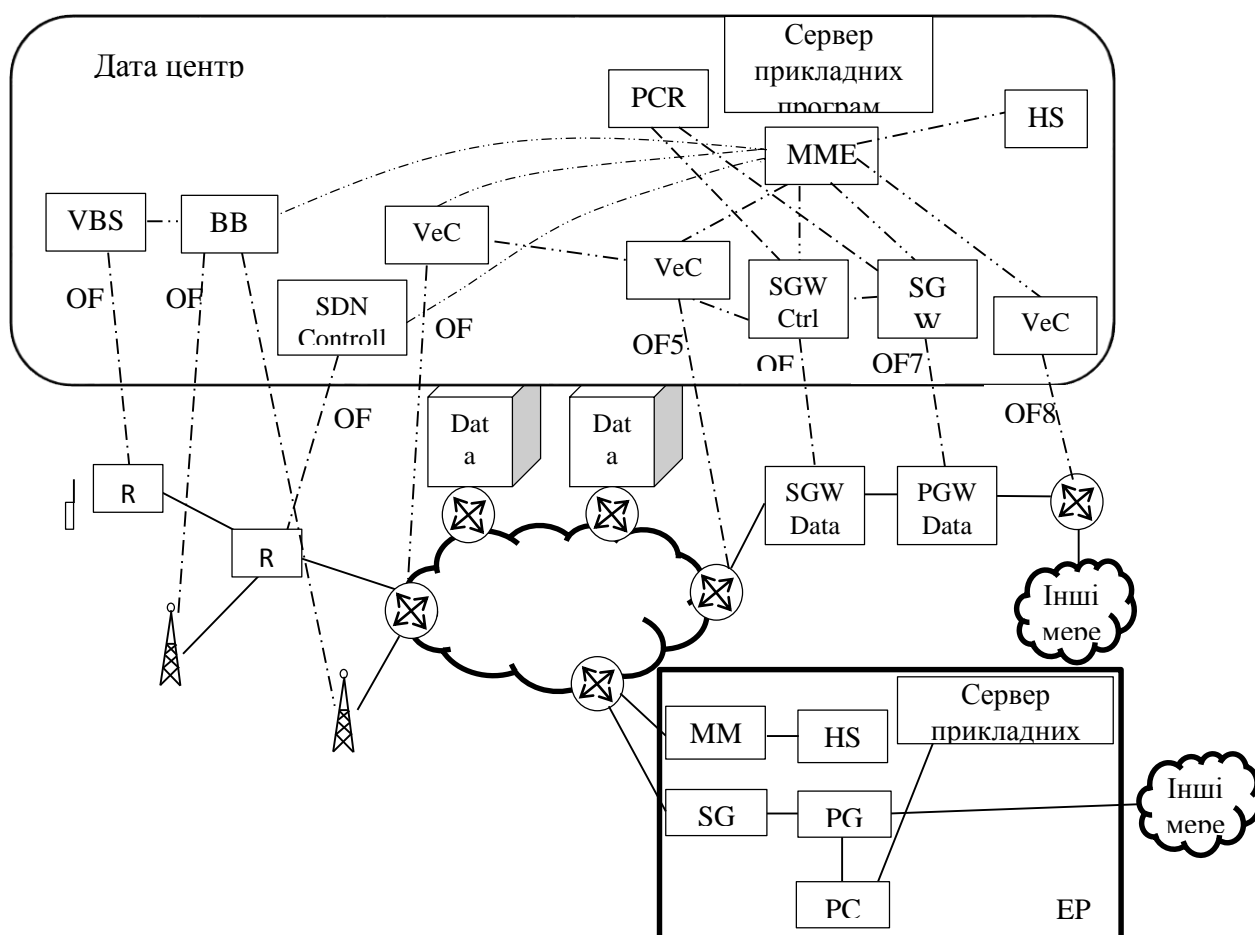 Дата центр
Сервер
прикладних
програм
PCR
HS
MME
VBS
BB
VeC
VeC
SGW
Ctrl
SG
W
VeC
SDN
Controll
OF
OF
OF
OF5
OF
OF7
OF
OF8
Dat
a
Dat
a
R
R
SGW
Data
PGW
Data
Інші
мере
MM
HS
Сервер
прикладних
SG
PG
Інші
мере
PC
EP